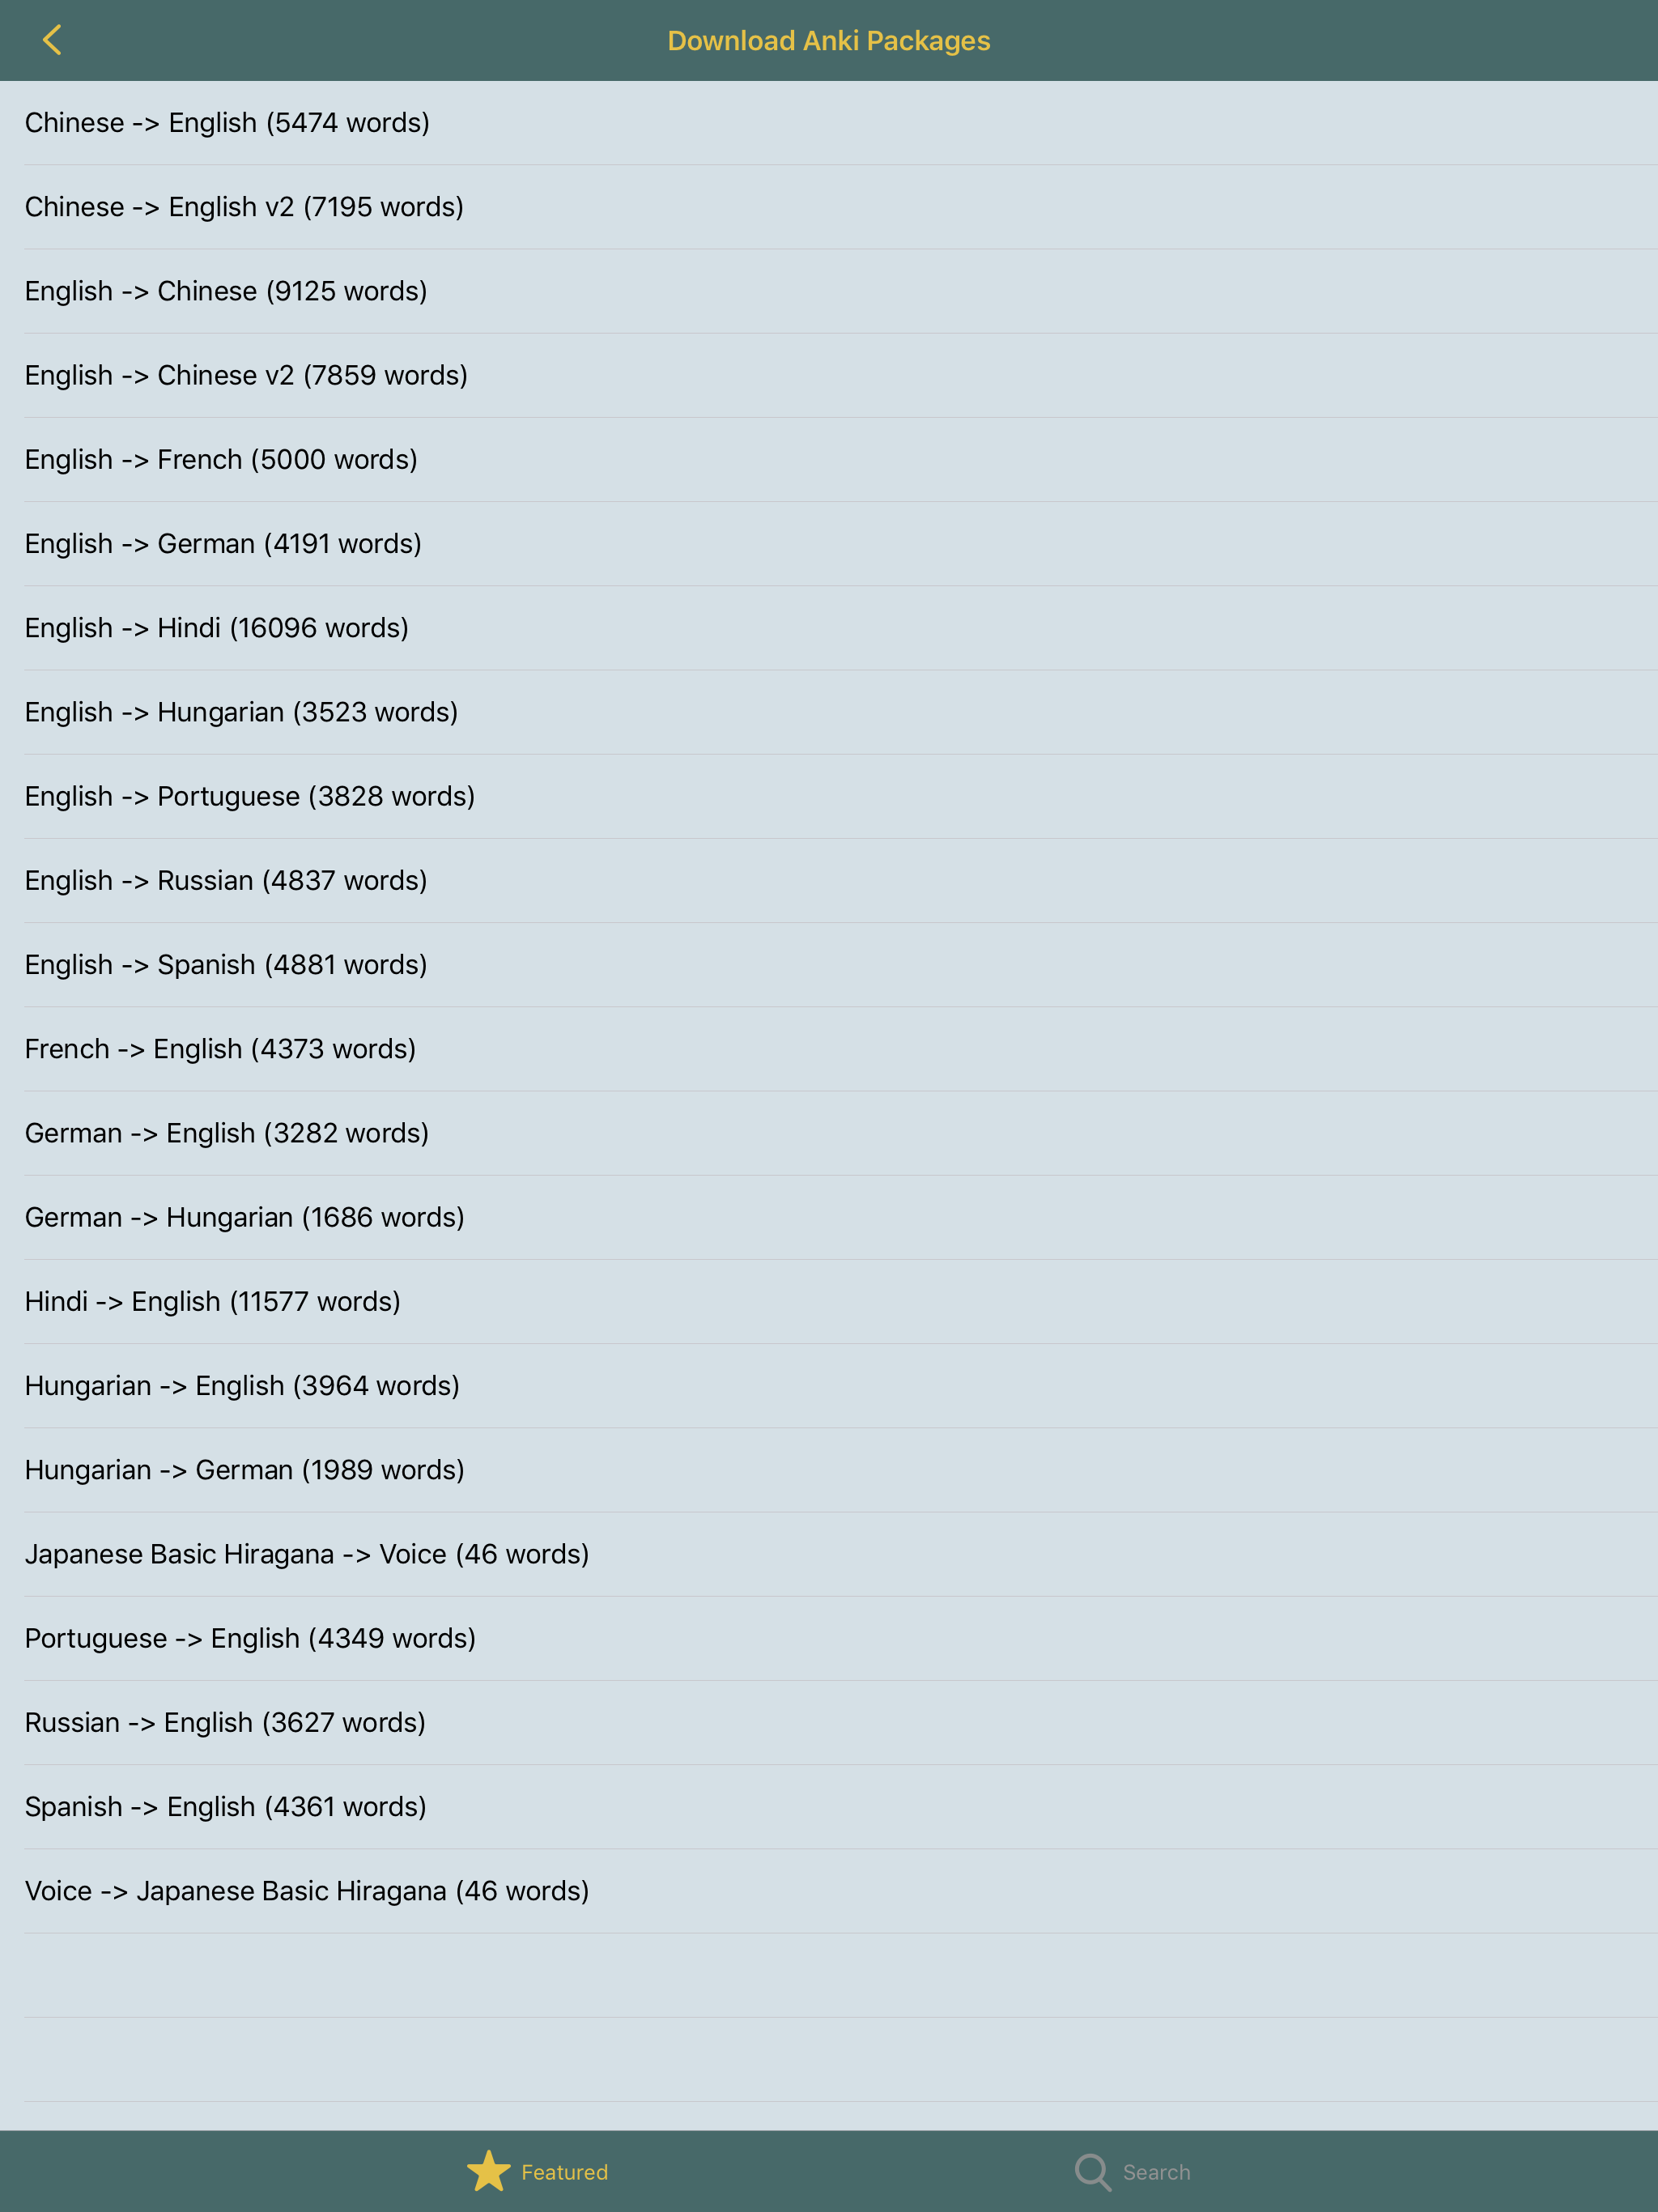 Download Anki Packages
Chinese -> English (5474 words)
Chinese -> English v2 (7195 words)
English -> Chinese (9125 words)
English -> Chinese v2 (7859 words)
English -> French (5000 words)
English -> German (4191 words)
English -> Hindi (16096 words)
English -> Hungarian (3523 words)
English -> Portuguese (3828 words)
English -> Russian (4837 words)
English -> Spanish (4881 words)
French -> English (4373 words)
German -> English (3282 words)
German -> Hungarian (1686 words)
Hindi -> English (11577 words)
Hungarian -> English (3964 words)
Hungarian -> German (1989 words)
Japanese Basic Hiragana -> Voice (46 words)
Portuguese -> English (4349 words)
Russian -> English (3627 words)
Spanish -> English (4361 words)
Voice -> Japanese Basic Hiragana (46 words)
Featured
Search